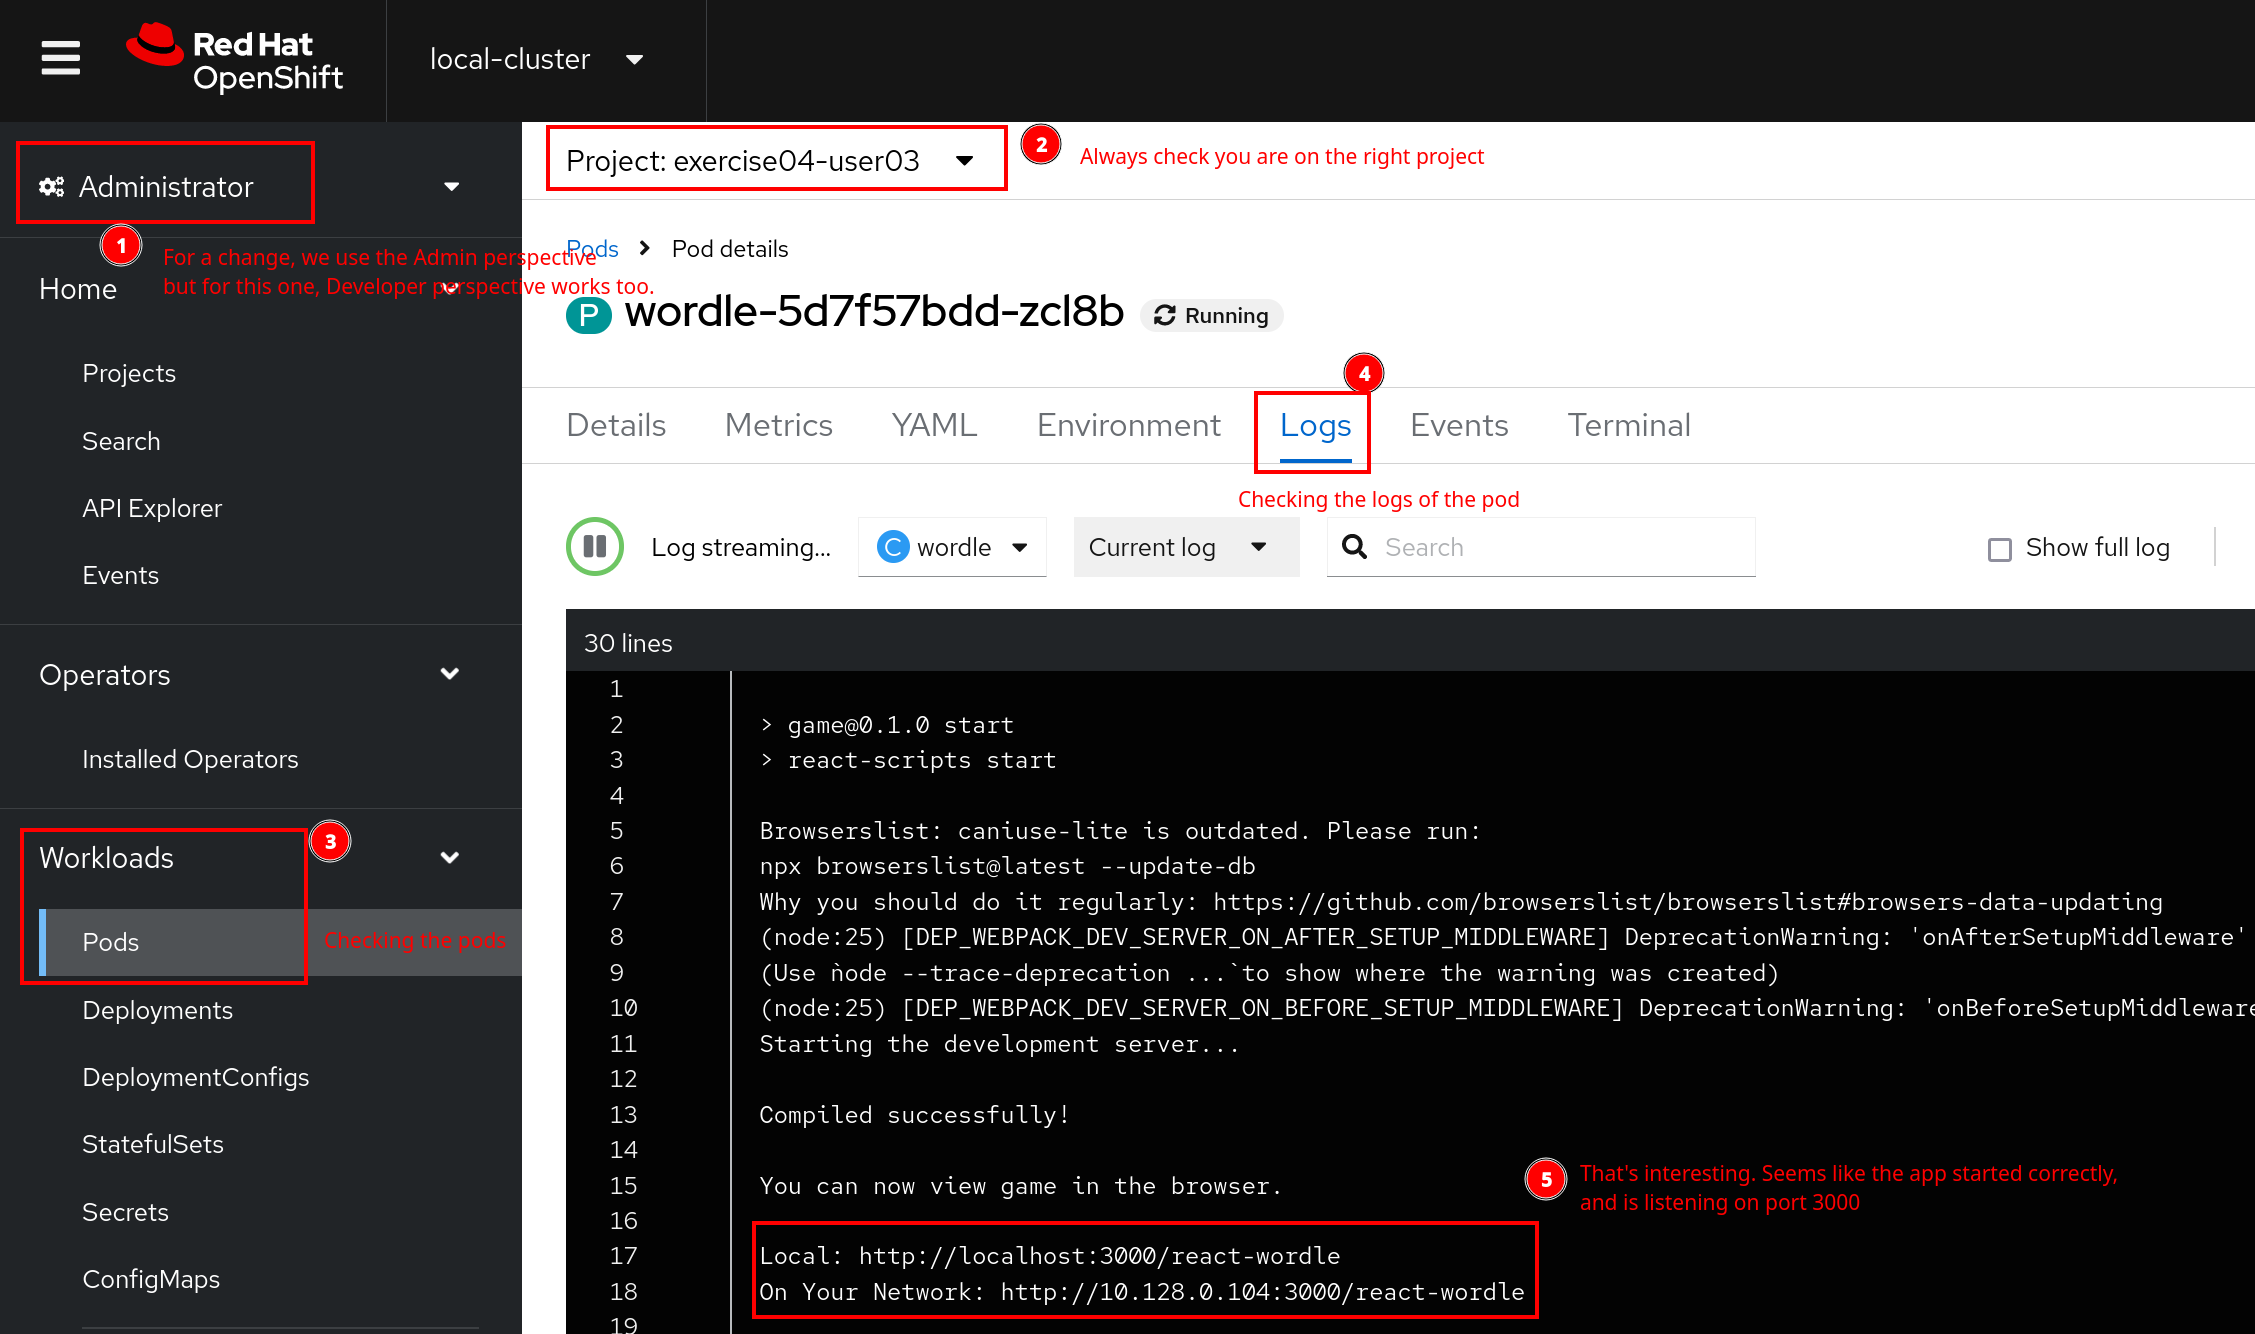 Red Hat
OpenShift
local-cluster
Administrator
1
For a change, we use the Admin perspective
but for this one, Developer perspective works too.
Home
Projects
Search
API Explorer
Events
Operators
Installed Operators
Workloads
3
Pods
Checking the pods
Deployments
DeploymentConfigs
StatefulSets
Secrets
ConfigMaps
Project: exercise04-user03
2
Always check you are on the right project
Pods
Pod details
P wordle-5d7f57bdd-zcl8b
Running
4
Details Metrics YAML Environment Logs Events Terminal
Checking the logs of the pod
Log streaming...
C wordle
Current log
Search
Show full log
30 lines
1
2 > game@0.1.0 start
3 > react-scripts start
4
5 Browserslist: caniuse-lite is outdated. Please run:
6 npx browserslist@latest --update-db
7 Why you should do it regularly: https://github.com/browserslist/browserslist#browsers-data-updating
8 (node:25) [DEP_WEBPACK_DEV_SERVER_ON_AFTER_SETUP_MIDDLEWARE] DeprecationWarning: 'onAfterSetupMiddleware'
9 (Use `node --trace-deprecation ...` to show where the warning was created)
10 (node:25) [DEP_WEBPACK_DEV_SERVER_ON_BEFORE_SETUP_MIDDLEWARE] DeprecationWarning: 'onBeforeSetupMiddleware
11 Starting the development server...
12
13 Compiled successfully!
14
15 You can now view game in the browser.
16
17 Local: http://localhost:3000/react-wordle
18 On Your Network: http://10.128.0.104:3000/react-wordle
19
5
That's interesting. Seems like the app started correctly,
and is listening on port 3000